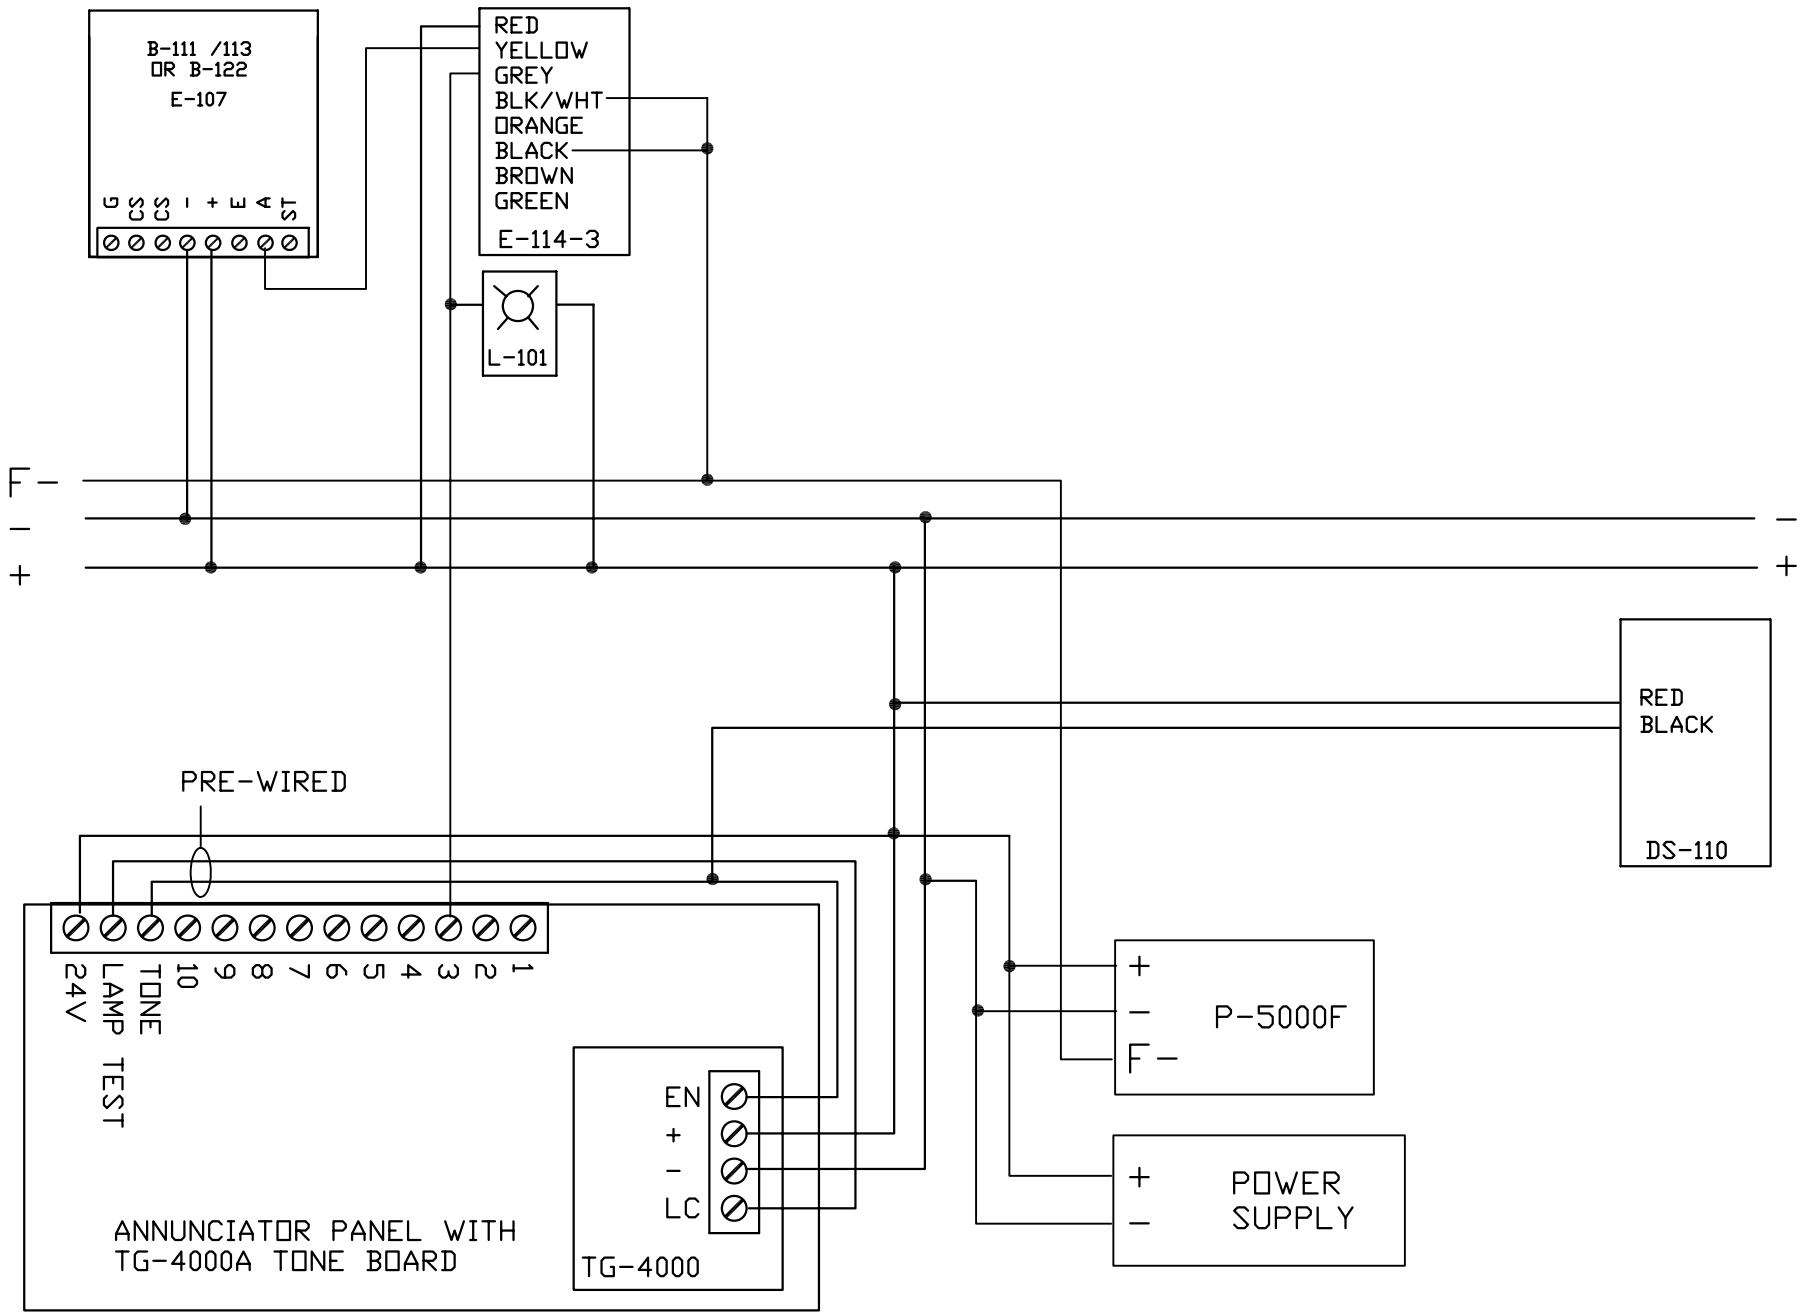 B-111 /113
OR B-122
E-107
G CS CS - + E A ST
RED
YELLOW
GREY
BLK/WHT
ORANGE
BLACK
BROWN
GREEN
E-114-3
L-101
F-
-
+
-
+
RED
BLACK
DS-110
PRE-WIRED
24V LAMP TEST TONE 10 9 8 7 6 5 4 3 2 1
EN
+
-
LC
TG-4000
ANNUNCIATOR PANEL WITH
TG-4000A TONE BOARD
+
-
F-
P-5000F
+
-
POWER
SUPPLY